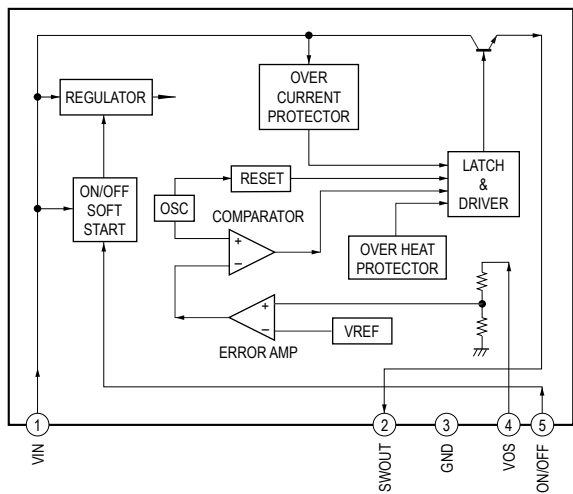 OVER
CURRENT
PROTECTOR
REGULATOR
LATCH
&
DRIVER
RESET
ON/OFF
SOFT
START
OSC
COMPARATOR
+
−
OVER HEAT
PROTECTOR
+
−
VREF
ERROR AMP
1
2
3
4
5
VIN
SWOUT
GND
VOS
ON/OFF